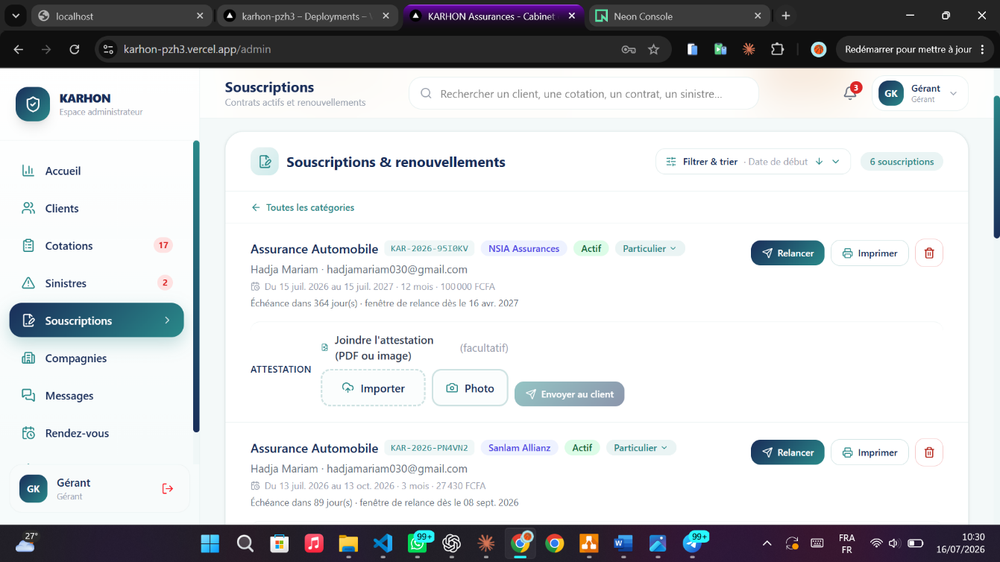 localhost
karhon-pzh3 – Deployments –
KARHON Assurances - Cabinet
Neon Console
karhon-pzh3.vercel.app/admin
Redémarrer pour mettre à jour
KARHON
Espace administrateur
Accueil
Clients
Cotations 17
Sinistres 2
Souscriptions
Compagnies
Messages
Rendez-vous
GK
Gérant
Gérant
Souscriptions
Contrats actifs et renouvellements
Rechercher un client, une cotation, un contrat, un sinistre...
3
GK
Gérant
Gérant
Souscriptions & renouvellements
Filtrer & trier · Date de début
6 souscriptions
Toutes les catégories
Assurance Automobile KAR-2026-95I0KV NSIA Assurances Actif Particulier
Relancer Imprimer
Hadja Mariam · hadjamariam030@gmail.com
Du 15 juil. 2026 au 15 juil. 2027 · 12 mois · 100 000 FCFA
Échéance dans 364 jour(s) · fenêtre de relance dès le 16 avr. 2027
ATTESTATION
Joindre l'attestation
(PDF ou image)
(facultatif)
Importer Photo Envoyer au client
Assurance Automobile KAR-2026-PN4VN2 Sanlam Allianz Actif Particulier
Relancer Imprimer
Hadja Mariam · hadjamariam030@gmail.com
Du 13 juil. 2026 au 13 oct. 2026 · 3 mois · 27 430 FCFA
Échéance dans 89 jour(s) · fenêtre de relance dès le 08 sept. 2026
27°
99+
99+
FRA
FR
10:30
16/07/2026